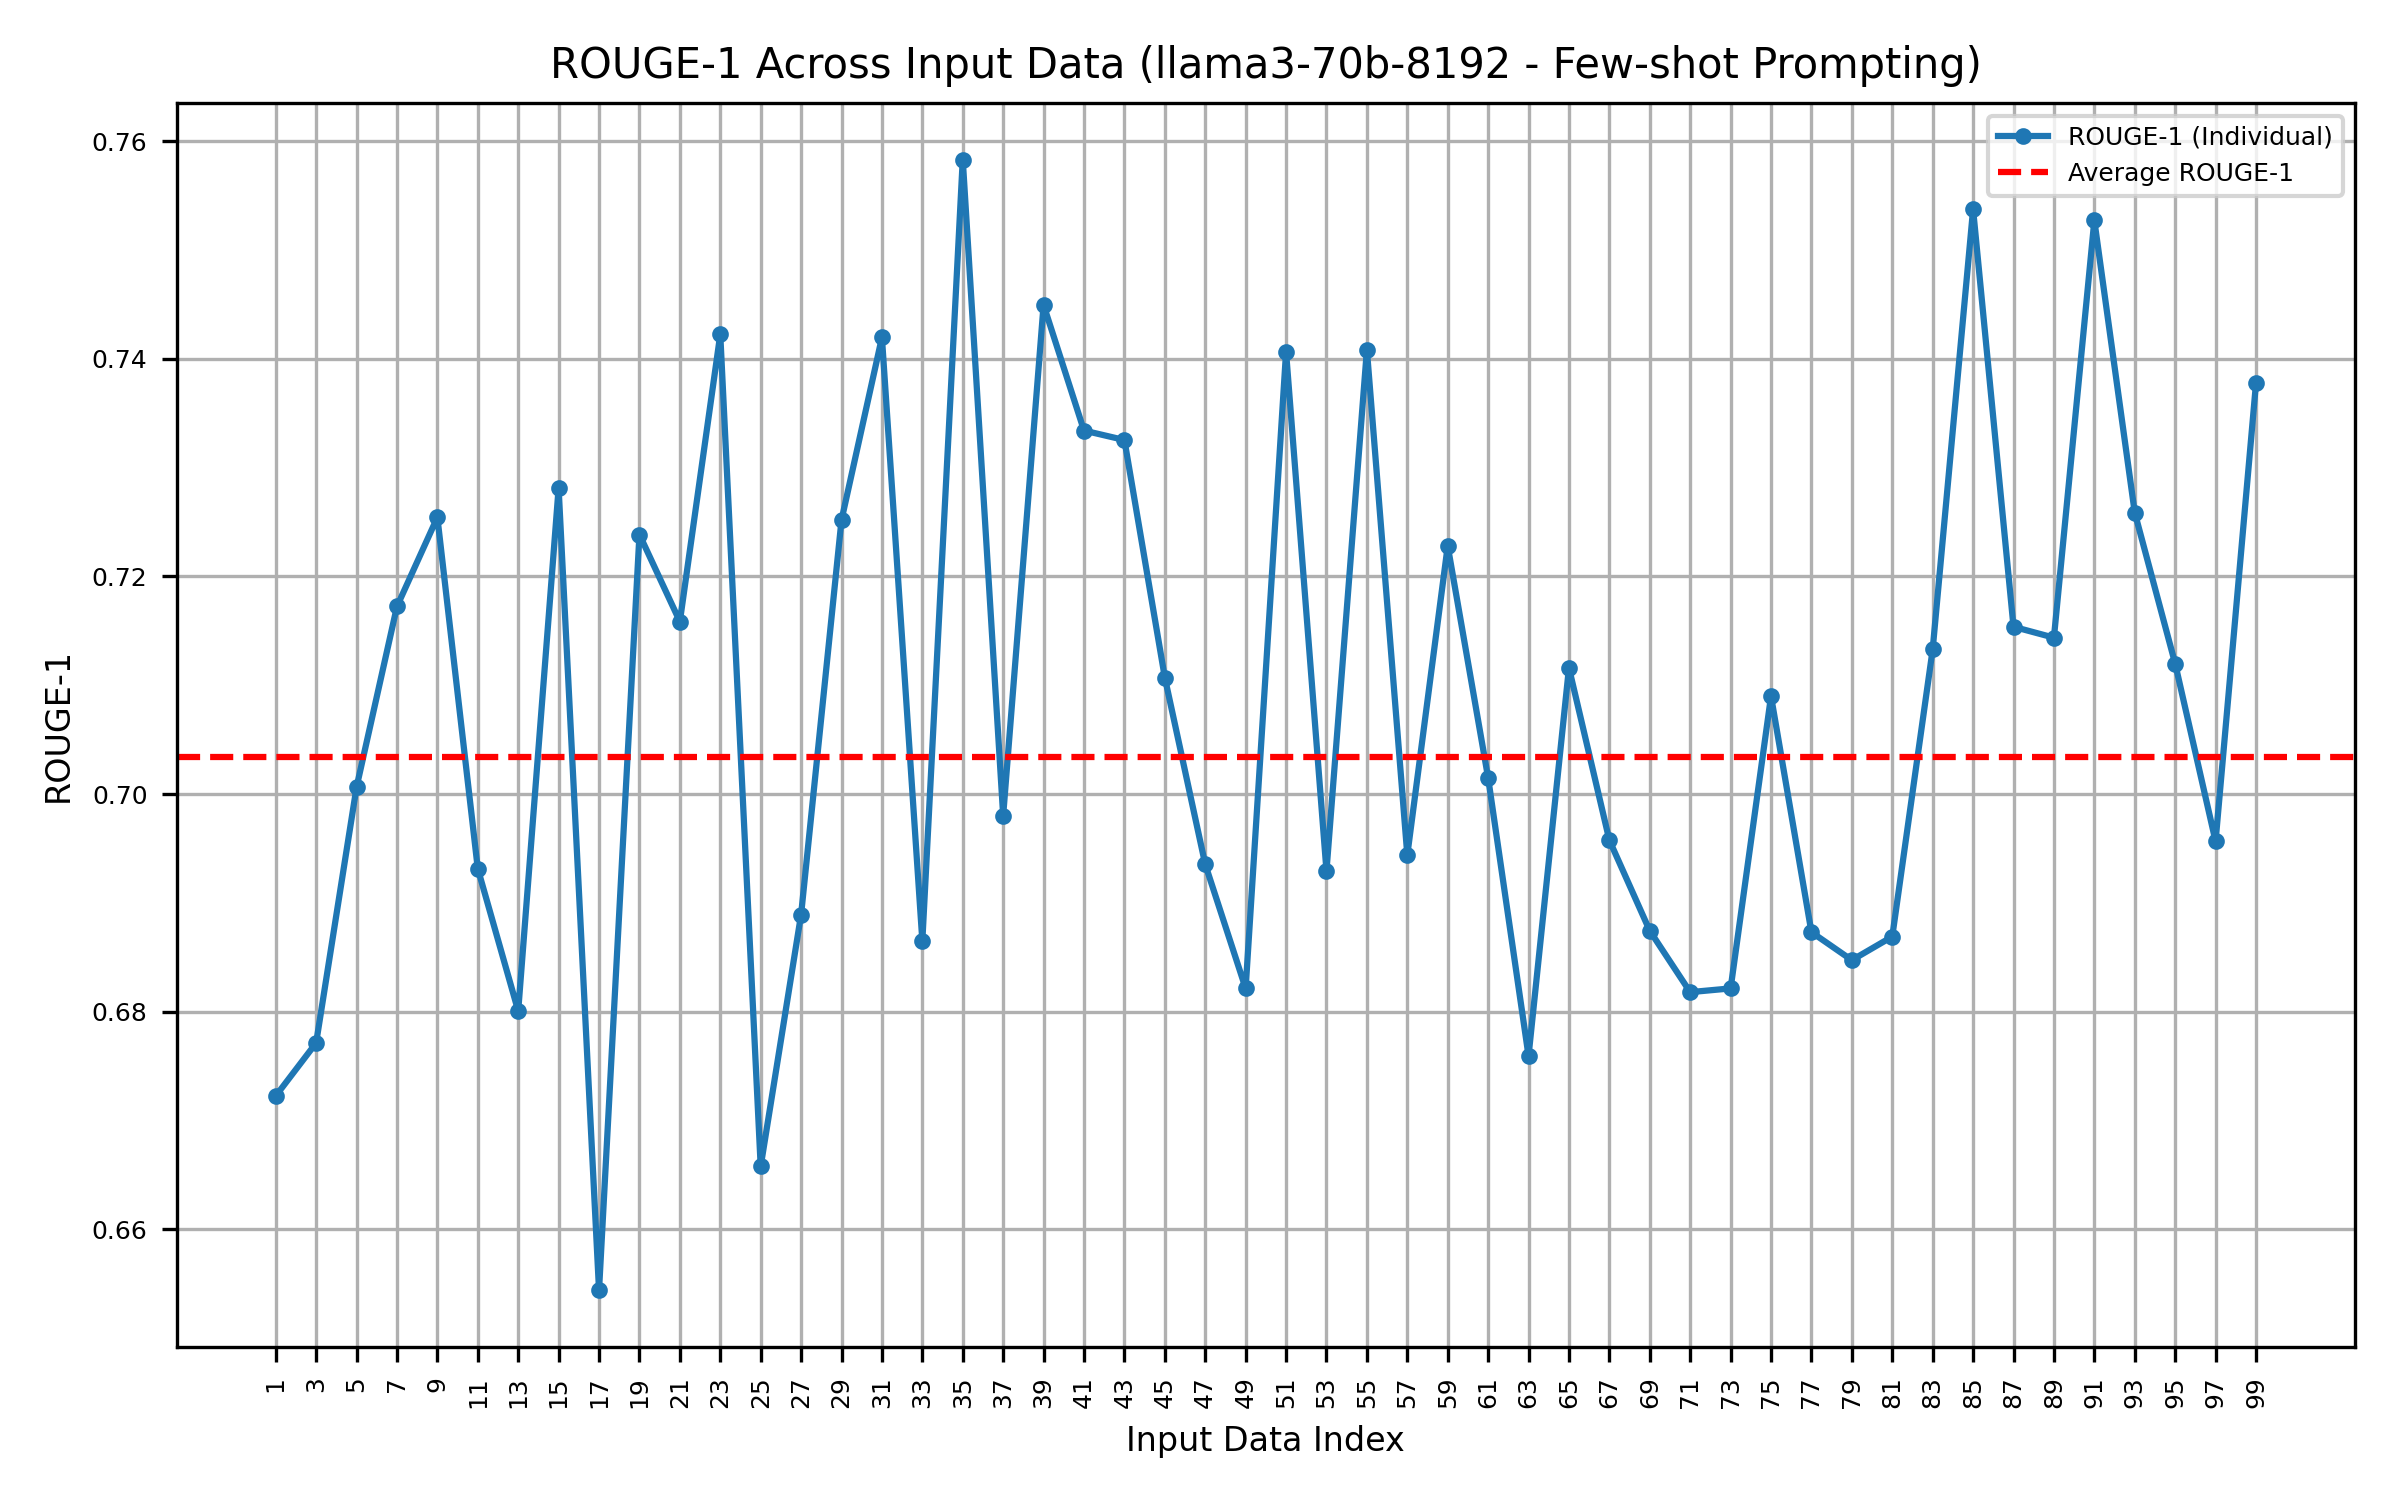 ROUGE-1 Across Input Data (llama3-70b-8192 - Few-shot Prompting)
ROUGE-1 (Individual)
Average ROUGE-1
0.76
0.74
0.72
0.70
0.68
0.66
ROUGE-1
1 3 5 7 9 11 13 15 17 19 21 23 25 27 29 31 33 35 37 39 41 43 45 47 49 51 53 55 57 59 61 63 65 67 69 71 73 75 77 79 81 83 85 87 89 91 93 95 97 99
Input Data Index